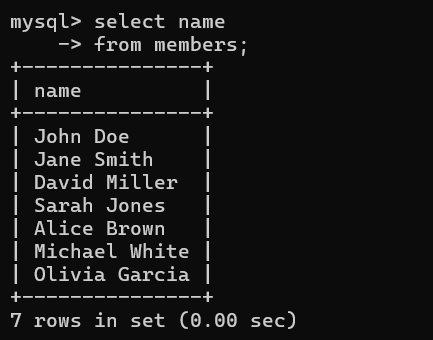 mysql> select name
    -> from members;
+---------------+
| name          |
+---------------+
| John Doe      |
| Jane Smith    |
| David Miller  |
| Sarah Jones   |
| Alice Brown   |
| Michael White |
| Olivia Garcia |
+---------------+
7 rows in set (0.00 sec)